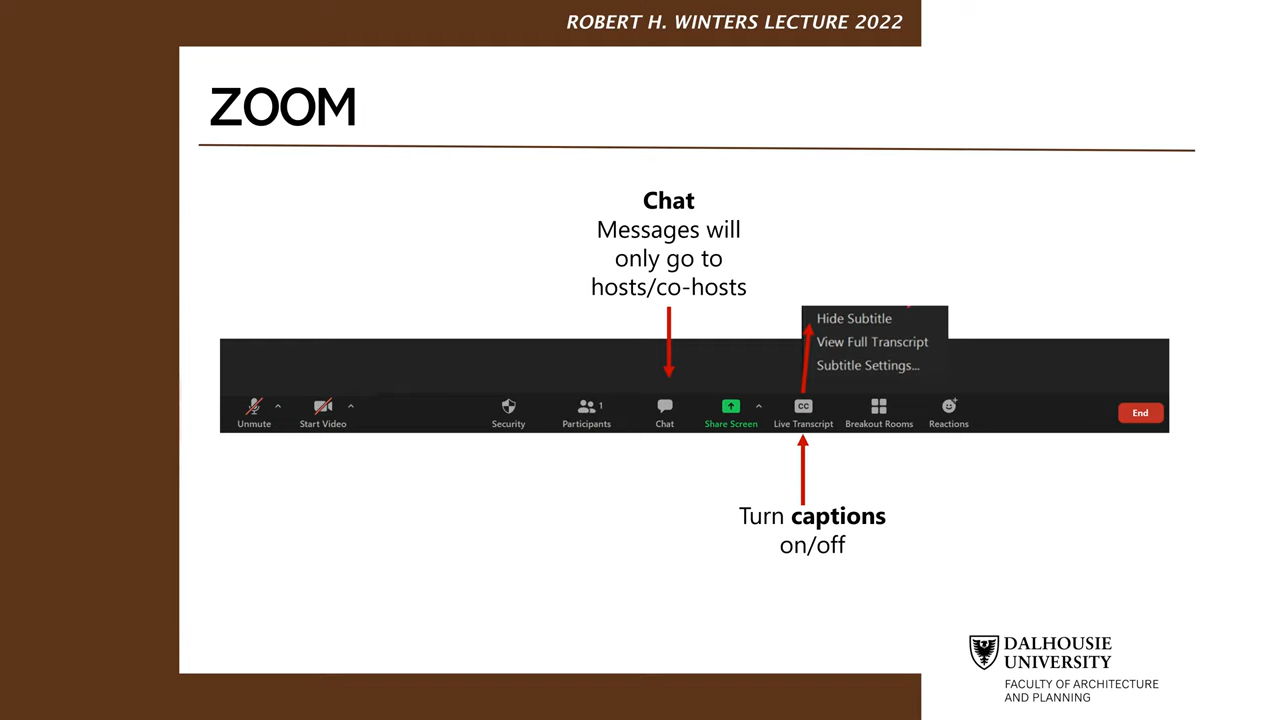 ROBERT H. WINTERS LECTURE 2022
ZOOM
Chat
Messages will
only go to
hosts/co-hosts
Hide Subtitle
View Full Transcript
Subtitle Settings...
Unmute
Start Video
Security
1
Participants
Chat
Share Screen
CC
Live Transcript
Breakout Rooms
Reactions
End
Turn captions
on/off
DALHOUSIE
UNIVERSITY
FACULTY OF ARCHITECTURE
AND PLANNING